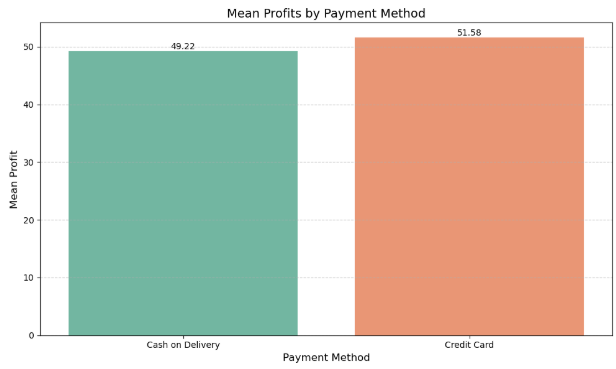 Mean Profits by Payment Method
51.58
49.22
50
40
30
20
10
0
Mean Profit
Cash on Delivery
Credit Card
Payment Method